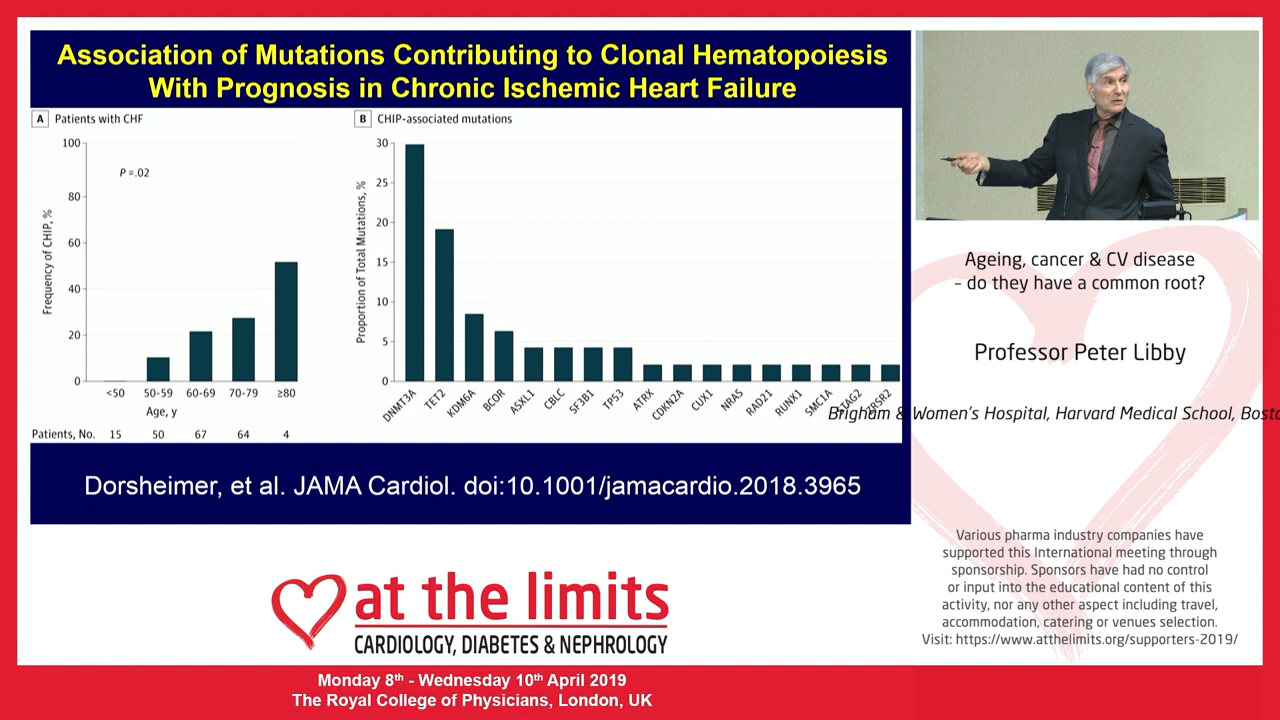 Association of Mutations Contributing to Clonal Hematopoiesis
With Prognosis in Chronic Ischemic Heart Failure
A Patients with CHF
100
80
60
40
20
0
Frequency of CHIP, %
P =.02
<50 50-59 60-69 70-79 ≥80
Age, y
Patients, No. 15 50 67 64 4
B CHIP-associated mutations
30
25
20
15
10
5
0
Proportion of Total Mutations, %
DNMT3A TET2 KDM6A BCOR ASXL1 CBLC SF3B1 TP53 ATRX CDKN2A CUX1 NRAS RAD21 RUNX1 SMC1A
Dorsheimer, et al. JAMA Cardiol. doi:10.1001/jamacardio.2018.3965
Ageing, cancer & CV disease
– do they have a common root?
Professor Peter Libby
Brigham & Women's Hospital, Harvard Medical School, Bost
Various pharma industry companies have
supported this International meeting through
sponsorship. Sponsors have had no control
or input into the educational content of this
activity, nor any other aspect including travel,
accommodation, catering or venues selection.
Visit: https://www.atthelimits.org/supporters-2019/
at the limits
CARDIOLOGY, DIABETES & NEPHROLOGY
Monday 8th - Wednesday 10th April 2019
The Royal College of Physicians, London, UK